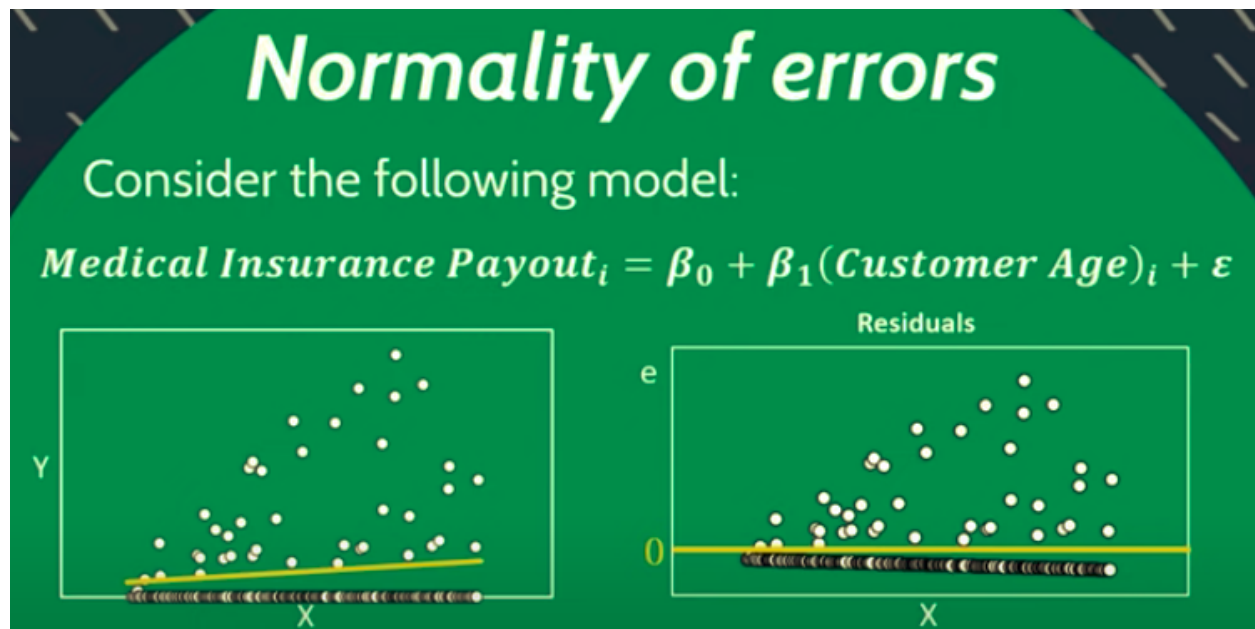 Normality of errors
Consider the following model:
Medical Insurance Payoutᵢ = β₀ + β₁(Customer Age)ᵢ + ε
Y
X
Residuals
e
0
X